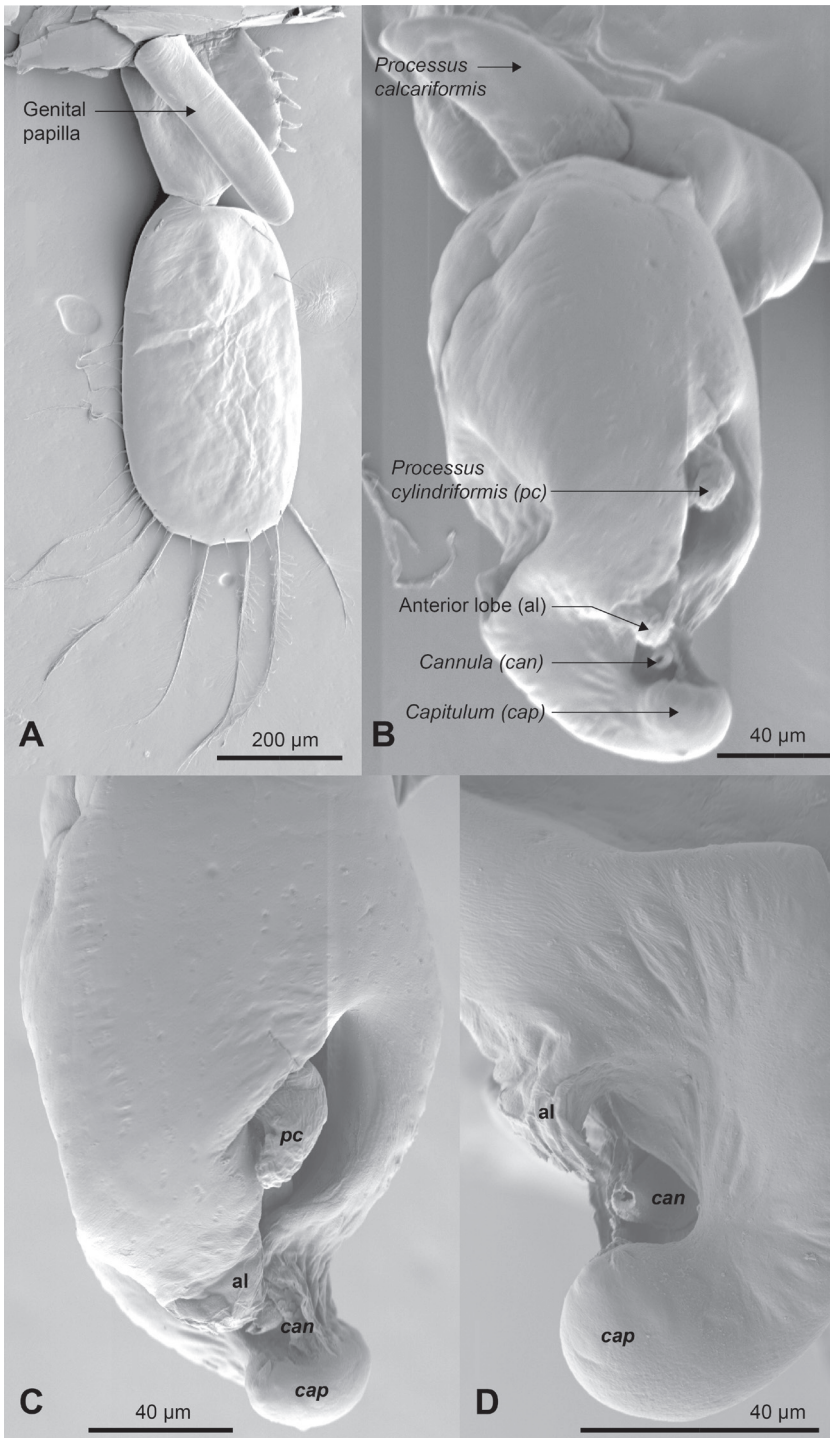 Genital
papilla
A
200 µm
Processus
calcariformis
Processus
cylindriformis (pc)
Anterior lobe (al)
Cannula (can)
Capitulum (cap)
B
40 µm
pc
al
can
cap
C
40 µm
al
can
cap
D
40 µm